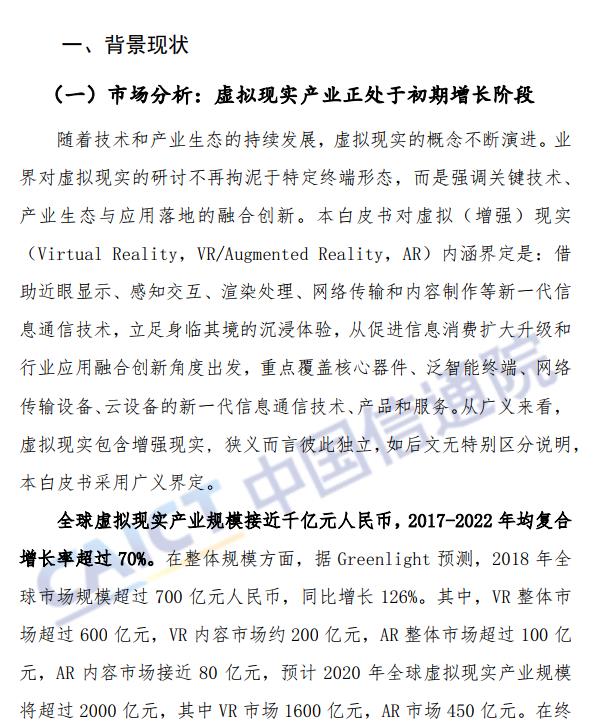 一、背景现状
（一）市场分析：虚拟现实产业正处于初期增长阶段
随着技术和产业生态的持续发展，虚拟现实的概念不断演进。业
界对虚拟现实的研讨不再拘泥于特定终端形态，而是强调关键技术、
产业生态与应用落地的融合创新。本白皮书对虚拟（增强）现实
（Virtual Reality，VR/Augmented Reality，AR）内涵界定是：借
助近眼显示、感知交互、渲染处理、网络传输和内容制作等新一代信
息通信技术，立足身临其境的沉浸体验，从促进信息消费扩大升级和
行业应用融合创新角度出发，重点覆盖核心器件、泛智能终端、网络
传输设备、云设备的新一代信息通信技术、产品和服务。从广义来看，
虚拟现实包含增强现实，狭义而言彼此独立，如后文无特别区分说明，
本白皮书采用广义界定。
全球虚拟现实产业规模接近千亿元人民币，2017-2022 年均复合
增长率超过 70%。在整体规模方面，据 Greenlight 预测，2018 年全
球市场规模超过 700 亿元人民币，同比增长 126%。其中，VR 整体市
场超过 600 亿元，VR 内容市场约 200 亿元，AR 整体市场超过 100 亿
元，AR 内容市场接近 80 亿元，预计 2020 年全球虚拟现实产业规模
将超过 2000 亿元，其中 VR 市场 1600 亿元，AR 市场 450 亿元。在终
CAICT 中国信通院